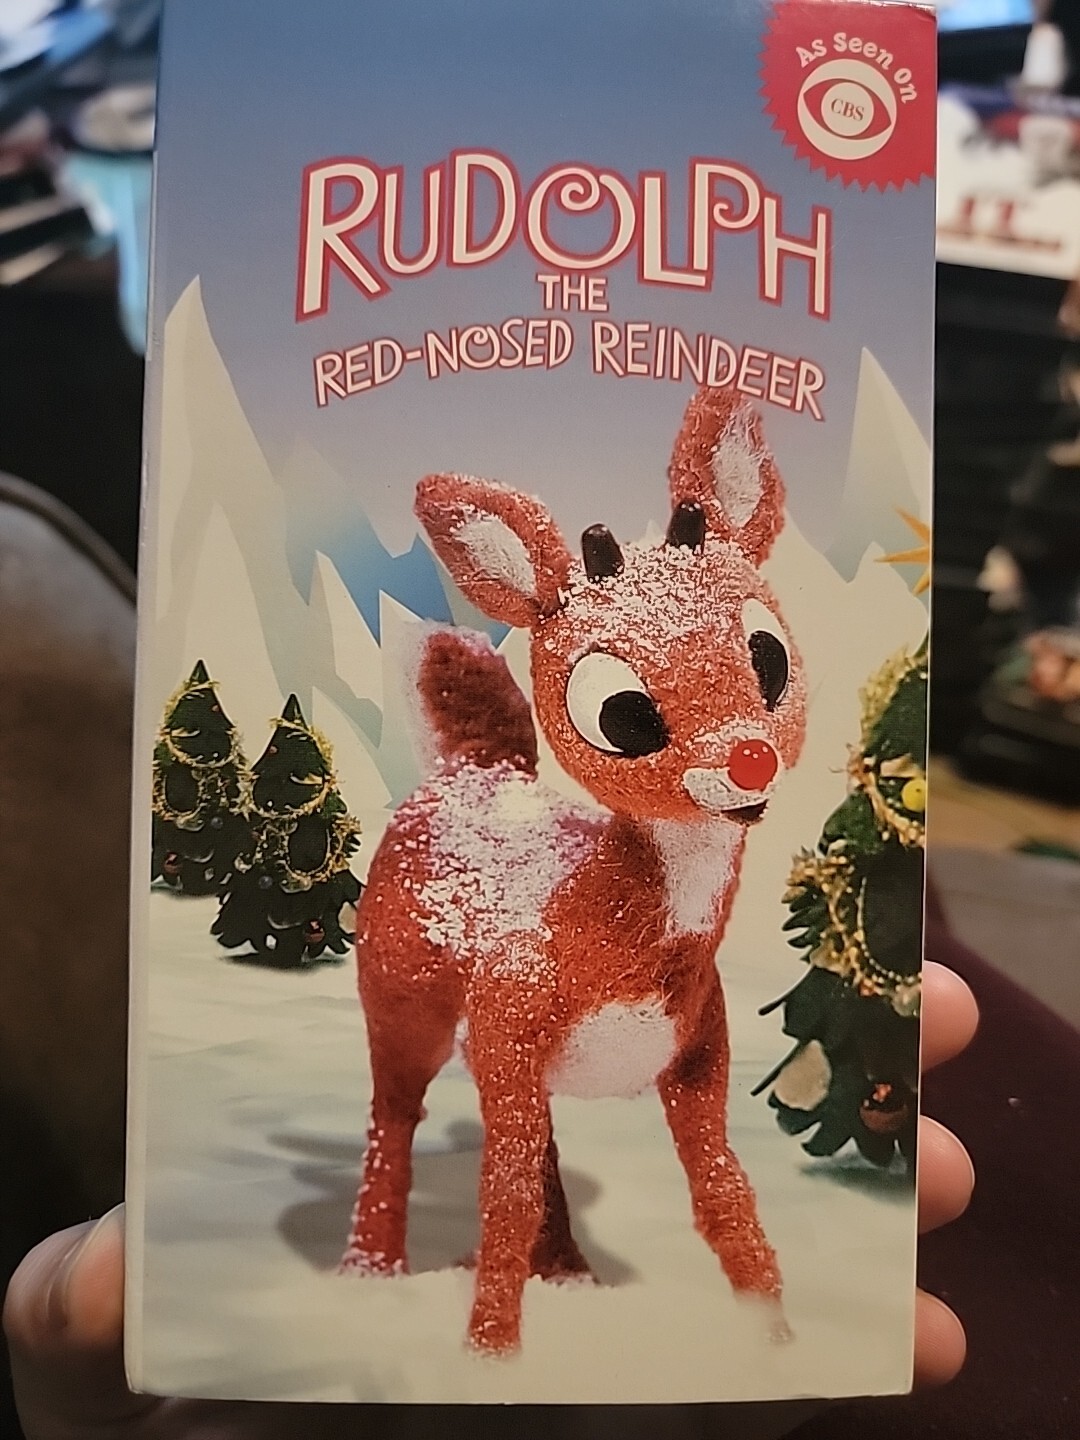 As Seen On
CBS
RUDOLPH
THE
RED-NOSED REINDEER